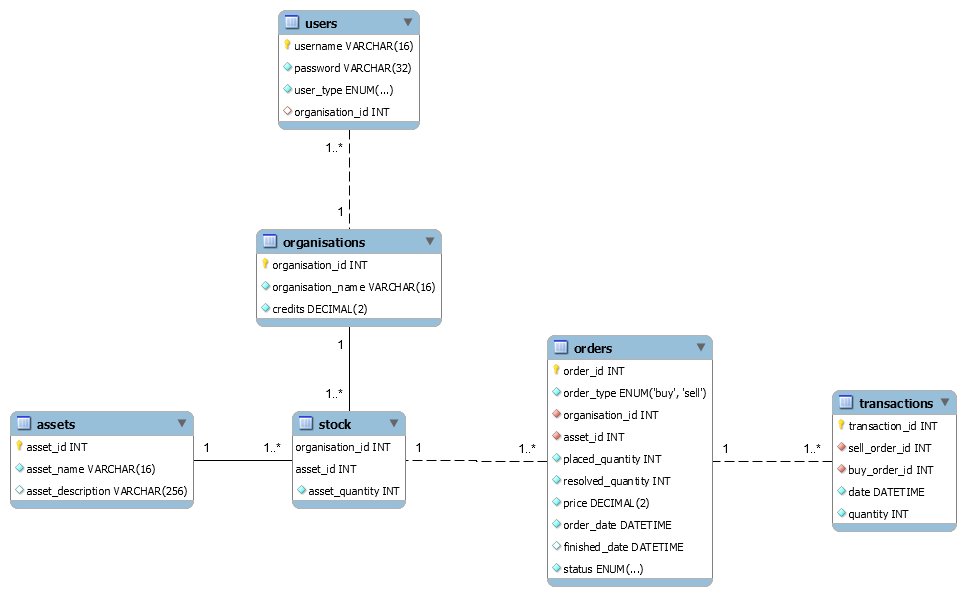 users
username VARCHAR(16)
password VARCHAR(32)
user_type ENUM(...)
organisation_id INT
1..*
1
organisations
organisation_id INT
organisation_name VARCHAR(16)
credits DECIMAL(2)
1
1..*
assets
asset_id INT
asset_name VARCHAR(16)
asset_description VARCHAR(256)
1
1..*
stock
organisation_id INT
asset_id INT
asset_quantity INT
1
1..*
orders
order_id INT
order_type ENUM('buy', 'sell')
organisation_id INT
asset_id INT
placed_quantity INT
resolved_quantity INT
price DECIMAL(2)
order_date DATETIME
finished_date DATETIME
status ENUM(...)
1
1..*
transactions
transaction_id INT
sell_order_id INT
buy_order_id INT
date DATETIME
quantity INT